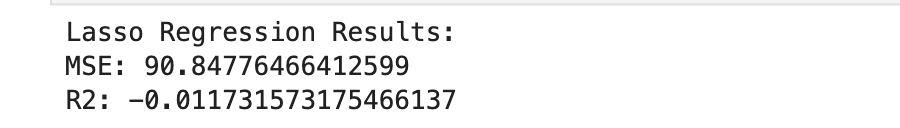 Lasso Regression Results:
MSE: 90.84776466412599
R2: -0.011731573175466137